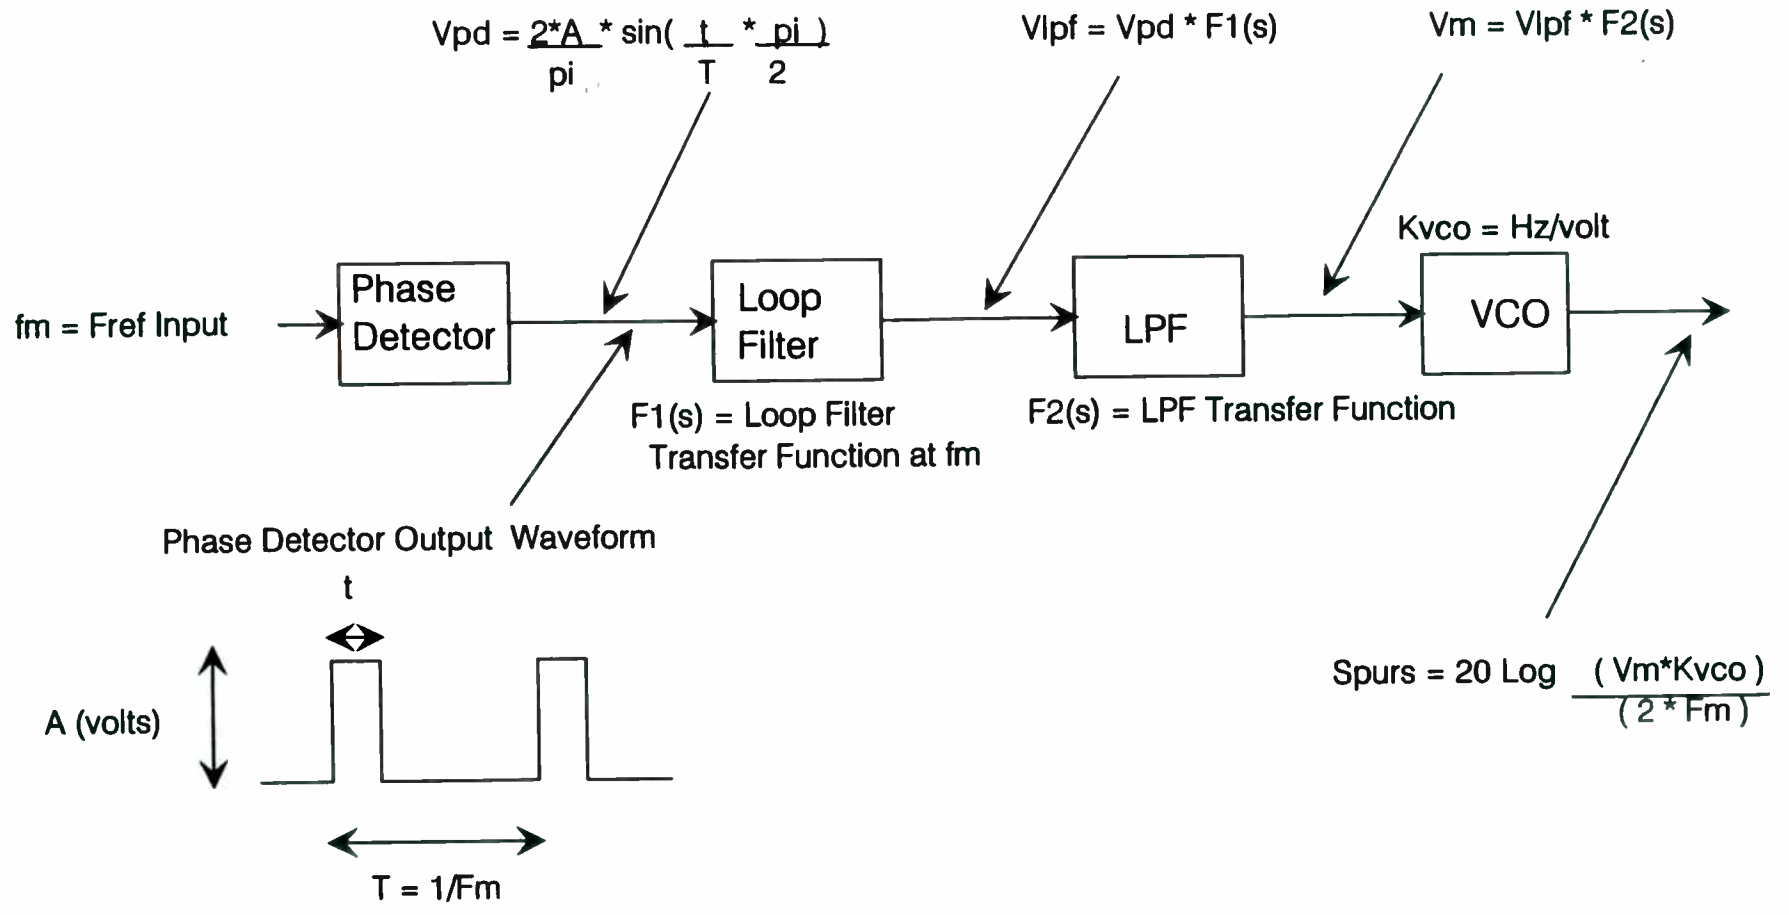 Vpd = 2*A * sin( t * pi )
pi T 2
Vlpf = Vpd * F1(s)
Vm = Vlpf * F2(s)
Kvco = Hz/volt
fm = Fref Input
Phase
Detector
Loop
Filter
LPF
VCO
F1(s) = Loop Filter
Transfer Function at fm
F2(s) = LPF Transfer Function
Phase Detector Output Waveform
t
A (volts)
T = 1/Fm
Spurs = 20 Log ( Vm*Kvco )
( 2 * Fm )